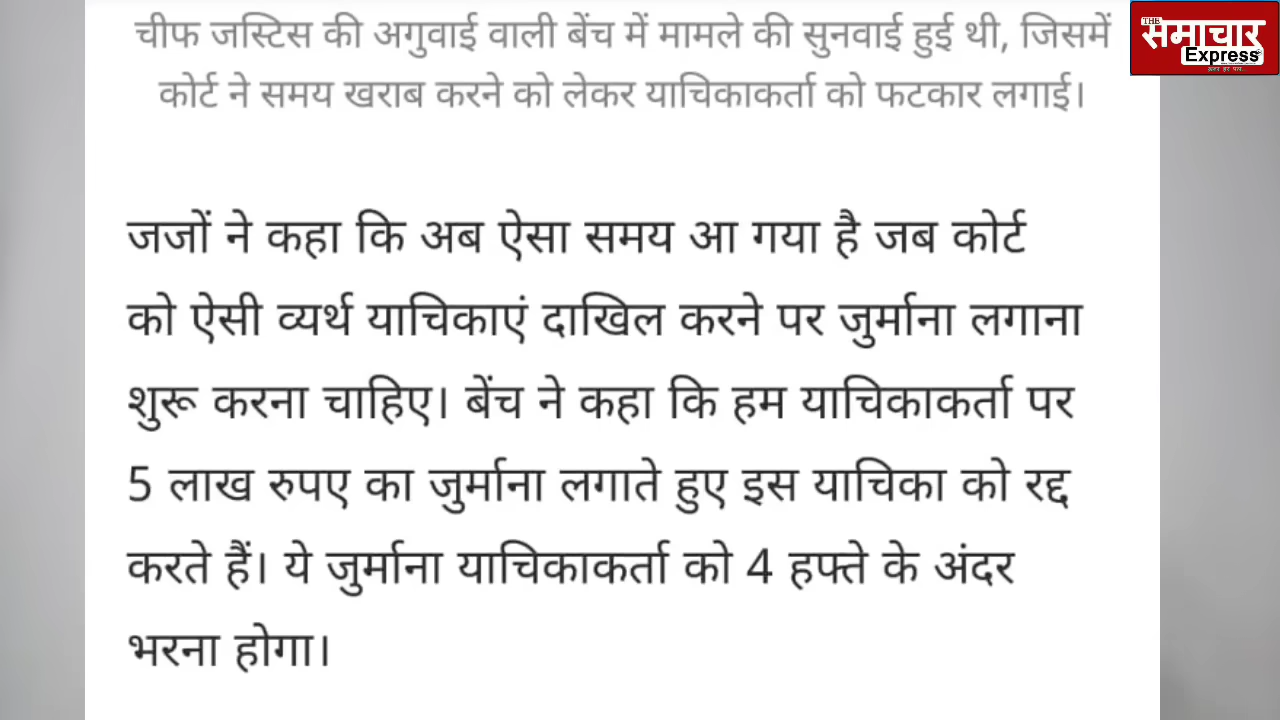 चीफ जस्टिस की अगुवाई वाली बेंच में मामले की सुनवाई हुई थी, जिसमें
कोर्ट ने समय खराब करने को लेकर याचिकाकर्ता को फटकार लगाई।
THE
समाचार
Express
जजों ने कहा कि अब ऐसा समय आ गया है जब कोर्ट
को ऐसी व्यर्थ याचिकाएं दाखिल करने पर जुर्माना लगाना
शुरू करना चाहिए। बेंच ने कहा कि हम याचिकाकर्ता पर
5 लाख रुपए का जुर्माना लगाते हुए इस याचिका को रद्द
करते हैं। ये जुर्माना याचिकाकर्ता को 4 हफ्ते के अंदर
भरना होगा।